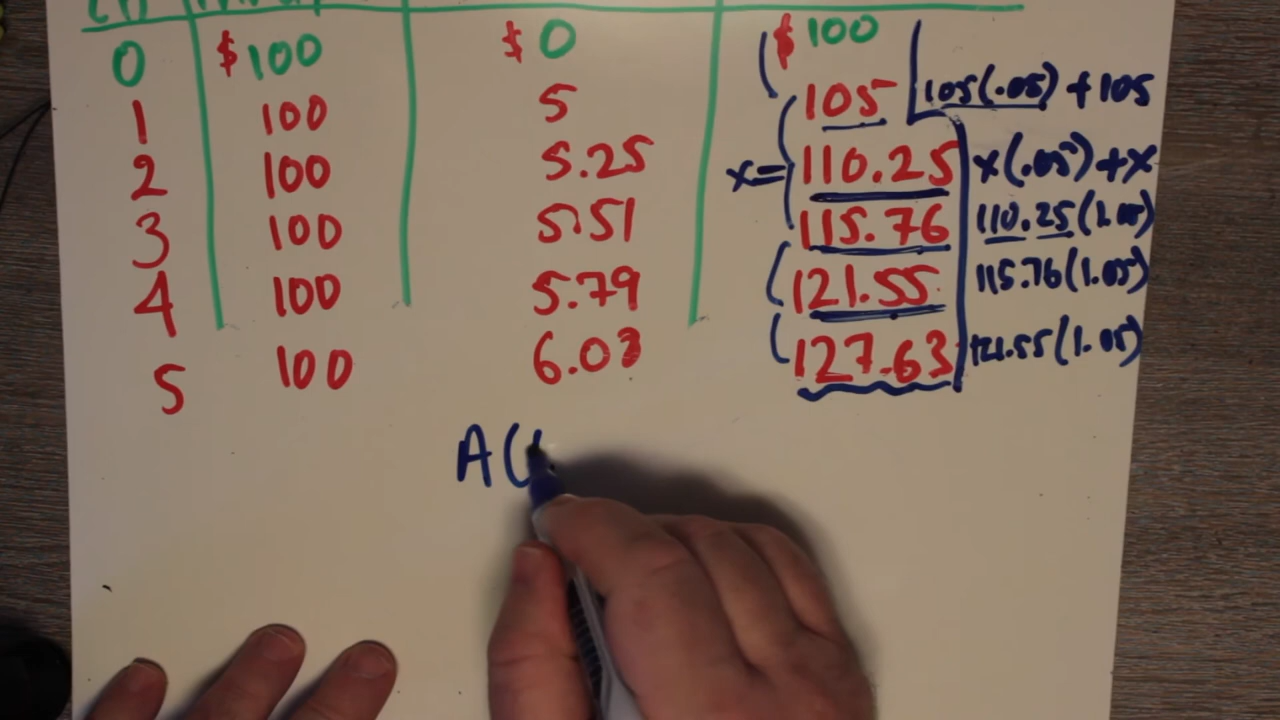 0 $100 $0 $100
1 100 5 105 105(.05) + 105
2 100 5.25 x= 110.25 x(.05) + x
3 100 5.51 115.76 110.25(1.05)
4 100 5.79 121.55 115.76(1.05)
5 100 6.03 127.63 121.55(1.05)
A(